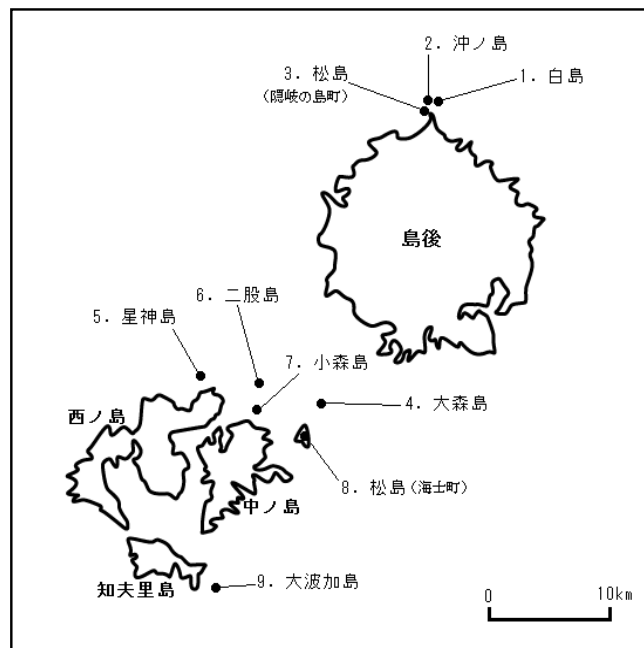 2. 沖ノ島
3. 松島
(隠岐の島町)
1. 白島
島後
6. 二股島
5. 星神島
7. 小森島
4. 大森島
西ノ島
8. 松島(海士町)
中ノ島
知夫里島
9. 大波加島
0 10km